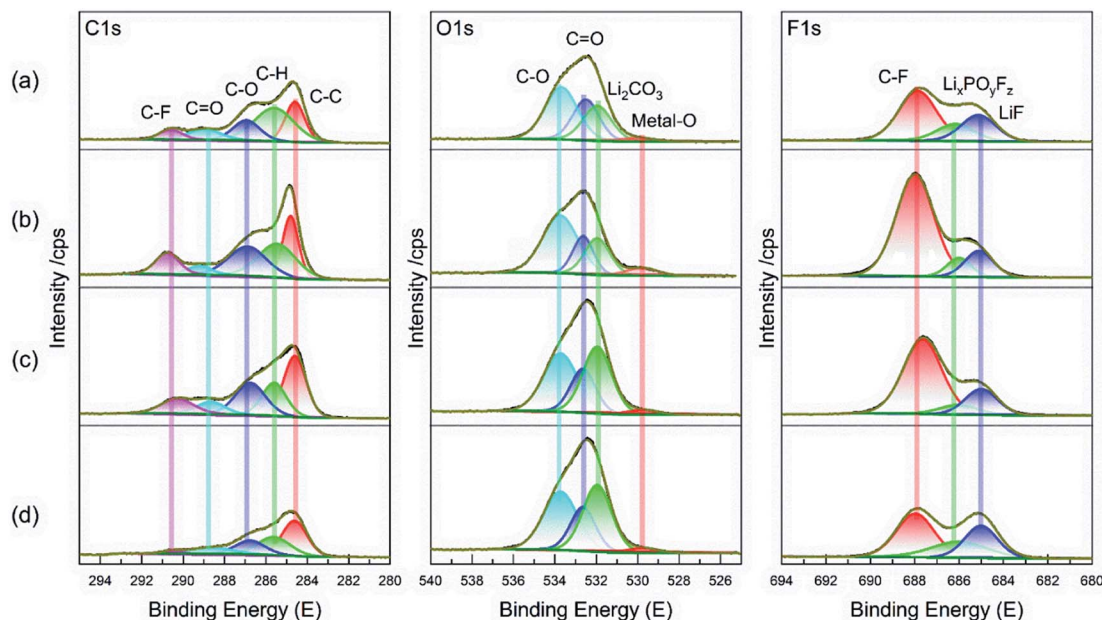 C1s
O1s
F1s
(a)
(b)
(c)
(d)
C-F
C=O
C-O
C-H
C-C
C-O
C=O
Li₂CO₃
Metal-O
C-F
LiₓPOᵧF_z
LiF
Intensity /cps
Intensity /cps
Intensity /cps
294 292 290 288 286 284 282 280
540 538 536 534 532 530 528 526
694 692 690 688 686 684 682 680
Binding Energy (E)
Binding Energy (E)
Binding Energy (E)